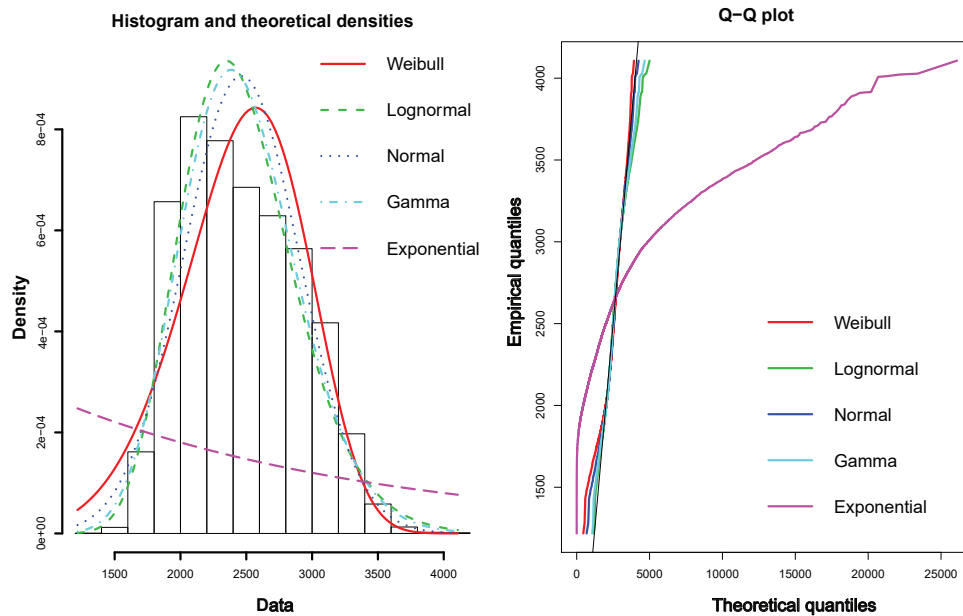 Histogram and theoretical densities
Weibull
Lognormal
Normal
Gamma
Exponential
Density
0e+00
2e−04
4e−04
6e−04
8e−04
1500
2000
2500
3000
3500
4000
Data
Q−Q plot
Empirical quantiles
1500
2000
2500
3000
3500
4000
Weibull
Lognormal
Normal
Gamma
Exponential
0
5000
10000
15000
20000
25000
Theoretical quantiles